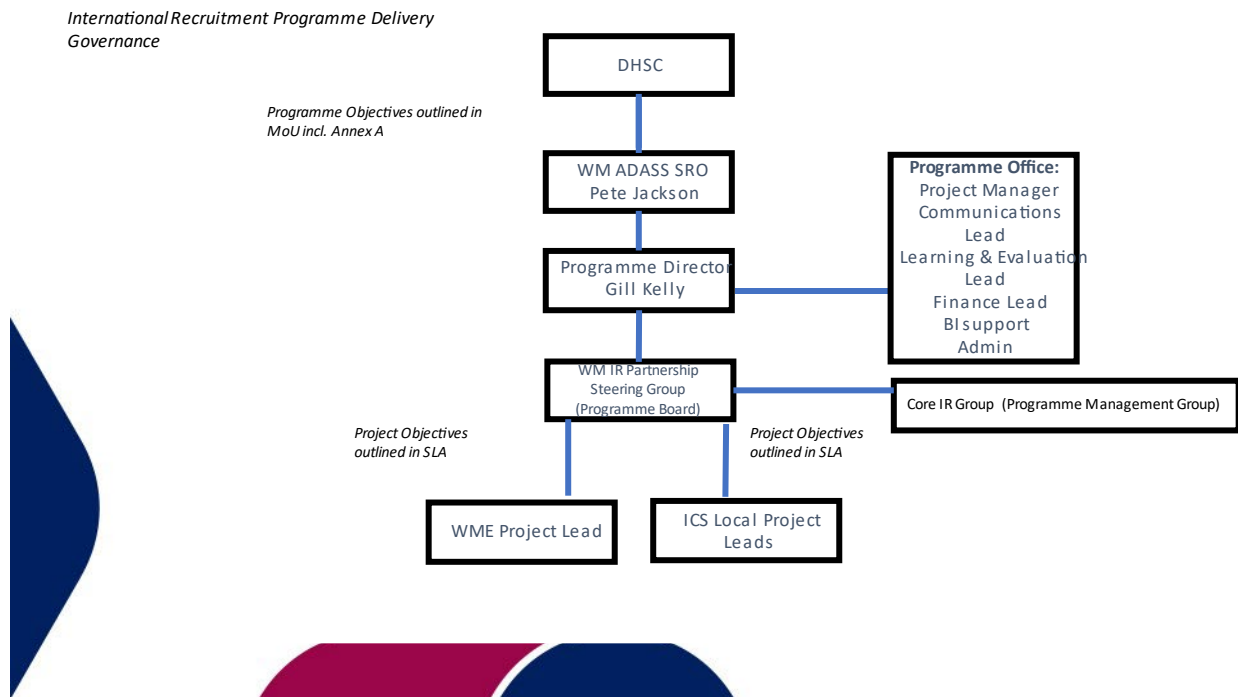 International Recruitment Programme Delivery
Governance
DHSC
Programme Objectives outlined in
MoU incl. Annex A
WM ADASS SRO
Pete Jackson
Programme Office:
Project Manager
Communications
Lead
Learning & Evaluation
Lead
Finance Lead
BI support
Admin
Programme Director
Gill Kelly
WM IR Partnership
Steering Group
(Programme Board)
Core IR Group (Programme Management Group)
Project Objectives
outlined in SLA
Project Objectives
outlined in SLA
WME Project Lead
ICS Local Project
Leads